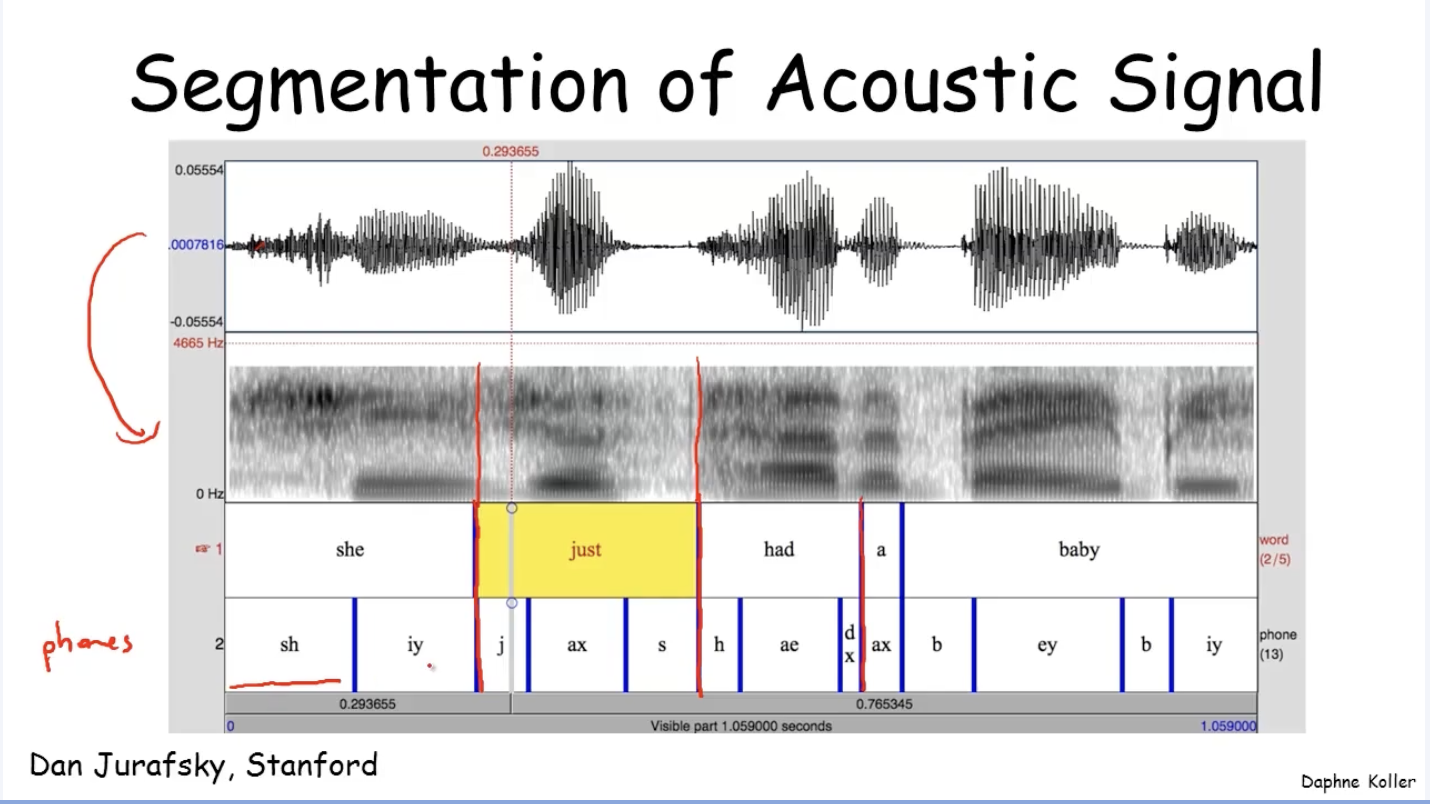 Segmentation of Acoustic Signal
0.293655
0.05554
.0007816
-0.05554
4665 Hz
0 Hz
1 she just had a baby word
(2/5)
phones
2 sh iy j ax s h ae dx ax b ey b iy phone
(13)
0.293655 0.765345
0 Visible part 1.059000 seconds 1.059000
Dan Jurafsky, Stanford
Daphne Koller